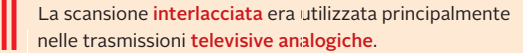 La scansione interlacciata era utilizzata principalmente
nelle trasmissioni televisive analogiche.